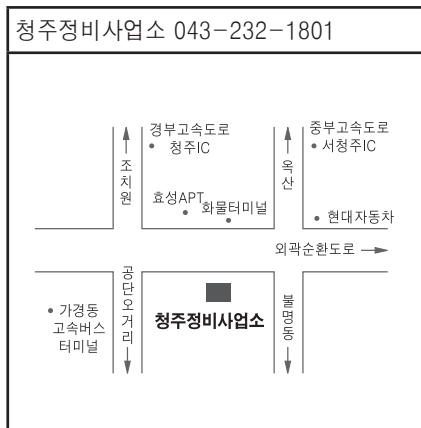 청주정비사업소 043-232-1801
경부고속도로
청주IC
중부고속도로
서청주IC
조치원
옥산
효성APT
화물터미널
현대자동차
외곽순환도로
공단오거리
불명동
가경동
고속버스
터미널
청주정비사업소